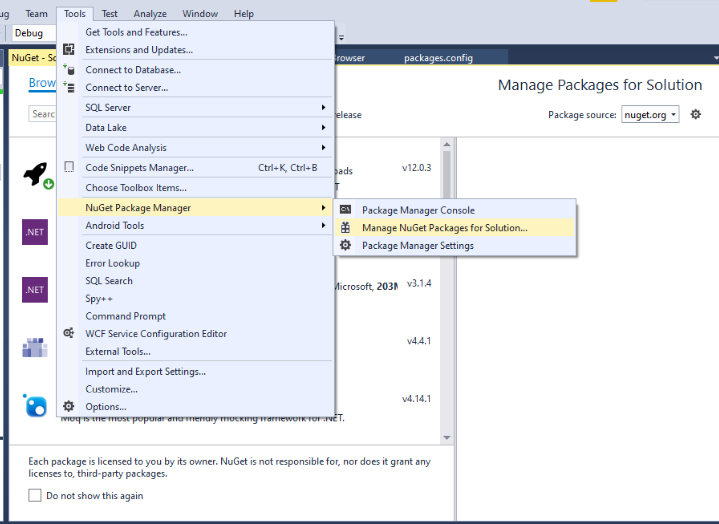 Team Tools Test Analyze Window Help
Debug
NuGet - So
packages.config
Brow
Manage Packages for Solution
Package source: nuget.org
Get Tools and Features...
Extensions and Updates...
Connect to Database...
Connect to Server...
SQL Server
Data Lake
Web Code Analysis
Code Snippets Manager... Ctrl+K, Ctrl+B
Choose Toolbox Items...
NuGet Package Manager
Android Tools
Create GUID
Error Lookup
SQL Search
Spy++
Command Prompt
WCF Service Configuration Editor
External Tools...
Import and Export Settings...
Customize...
Options...
Package Manager Console
Manage NuGet Packages for Solution...
Package Manager Settings
v12.0.3
.NET
.NET
Microsoft, 203M v3.1.4
v4.4.1
v4.14.1
Moq is the most popular and friendly mocking framework for .NET.
Each package is licensed to you by its owner. NuGet is not responsible for, nor does it grant any
licenses to, third-party packages.
Do not show this again